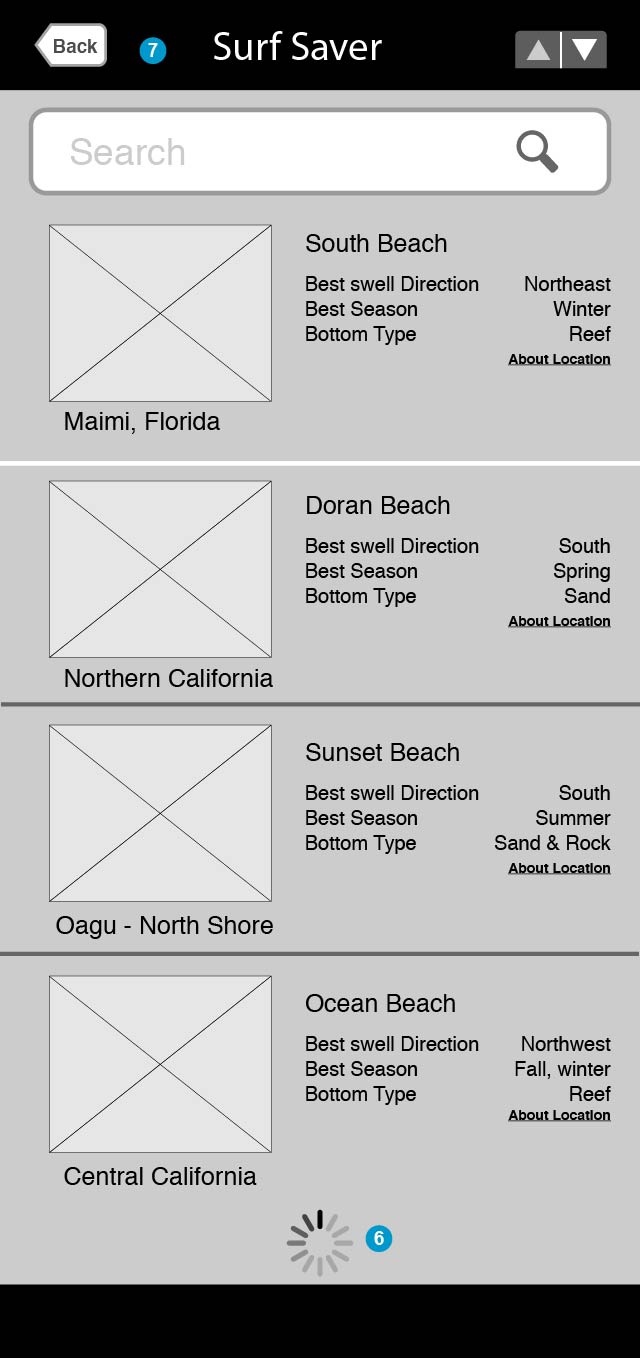 Back
7
Surf Saver
Search
South Beach
Best swell Direction Northeast
Best Season Winter
Bottom Type Reef
About Location
Maimi, Florida
Doran Beach
Best swell Direction South
Best Season Spring
Bottom Type Sand
About Location
Northern California
Sunset Beach
Best swell Direction South
Best Season Summer
Bottom Type Sand & Rock
About Location
Oagu - North Shore
Ocean Beach
Best swell Direction Northwest
Best Season Fall, winter
Bottom Type Reef
About Location
Central California
6